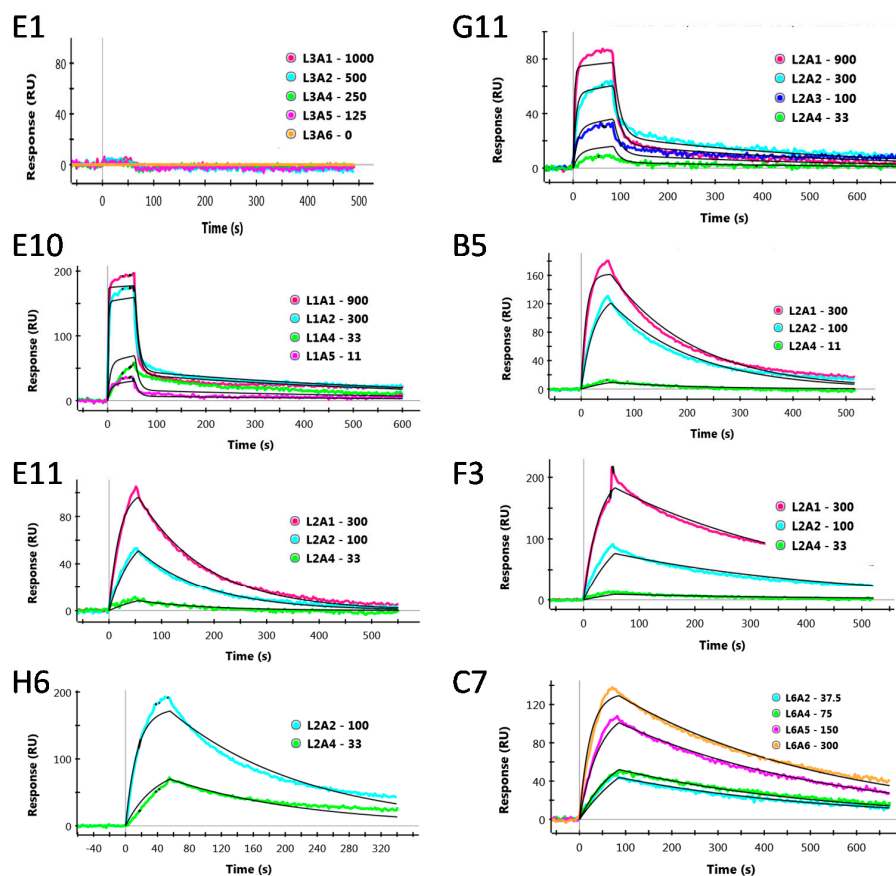 E1
80
40
0
Response (RU)
L3A1 - 1000
L3A2 - 500
L3A4 - 250
L3A5 - 125
L3A6 - 0
0 100 200 300 400 500
Time (s)
G11
80
40
0
Response (RU)
L2A1 - 900
L2A2 - 300
L2A3 - 100
L2A4 - 33
0 100 200 300 400 500 600
Time (s)
E10
200
150
100
50
0
Response (RU)
L1A1 - 900
L1A2 - 300
L1A4 - 33
L1A5 - 11
0 100 200 300 400 500 600
Time (s)
B5
160
120
80
40
0
Response (RU)
L2A1 - 300
L2A2 - 100
L2A4 - 11
0 100 200 300 400 500
Time (s)
E11
80
40
0
Response (RU)
L2A1 - 300
L2A2 - 100
L2A4 - 33
0 100 200 300 400 500
Time (s)
F3
200
100
0
Response (RU)
L2A1 - 300
L2A2 - 100
L2A4 - 33
0 100 200 300 400 500
Time (s)
H6
200
150
100
50
0
Response (RU)
L2A2 - 100
L2A4 - 33
-40 0 40 80 120 160 200 240 280 320
Time (s)
C7
120
80
40
0
Response (RU)
L6A2 - 37.5
L6A4 - 75
L6A5 - 150
L6A6 - 300
0 100 200 300 400 500 600
Time (s)